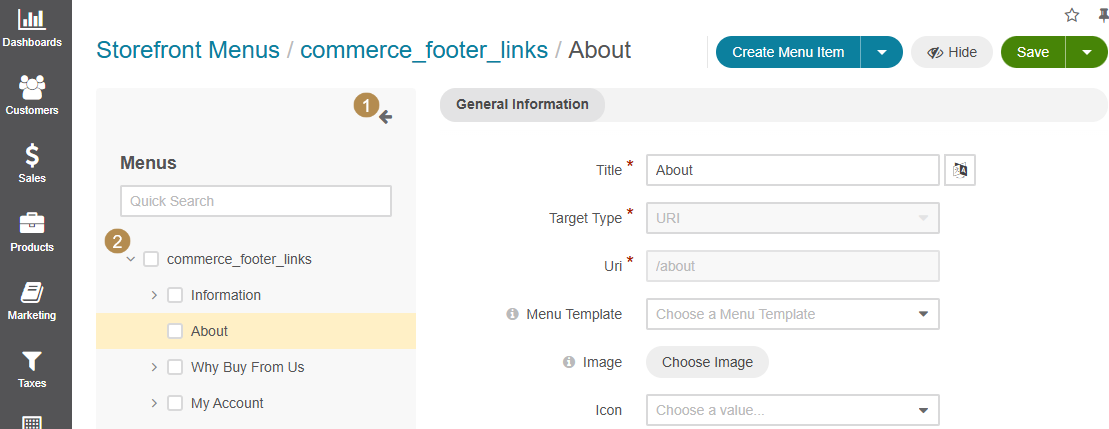 Dashboards
Customers
Sales
Products
Marketing
Taxes
Storefront Menus / commerce_footer_links / About
Create Menu Item
Hide
Save
1
Menus
Quick Search
2
commerce_footer_links
Information
About
Why Buy From Us
My Account
General Information
Title *
About
Target Type *
URI
Uri *
/about
Menu Template
Choose a Menu Template
Image
Choose Image
Icon
Choose a value...